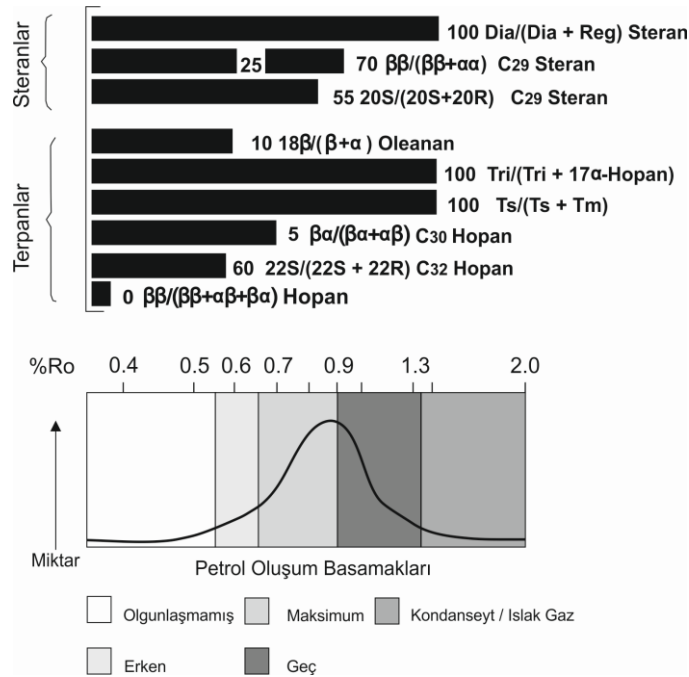 Steranlar
100 Dia/(Dia + Reg) Steran
25 70 ββ/(ββ+αα) C29 Steran
55 20S/(20S+20R) C29 Steran
Terpanlar
10 18β/(β+α) Oleanan
100 Tri/(Tri + 17α-Hopan)
100 Ts/(Ts + Tm)
5 βα/(βα+αβ) C30 Hopan
60 22S/(22S + 22R) C32 Hopan
0 ββ/(ββ+αβ+βα) Hopan
%Ro 0.4 0.5 0.6 0.7 0.9 1.3 2.0
Miktar
Petrol Oluşum Basamakları
Olgunlaşmamış Maksimum Kondanseyt / Islak Gaz
Erken Geç